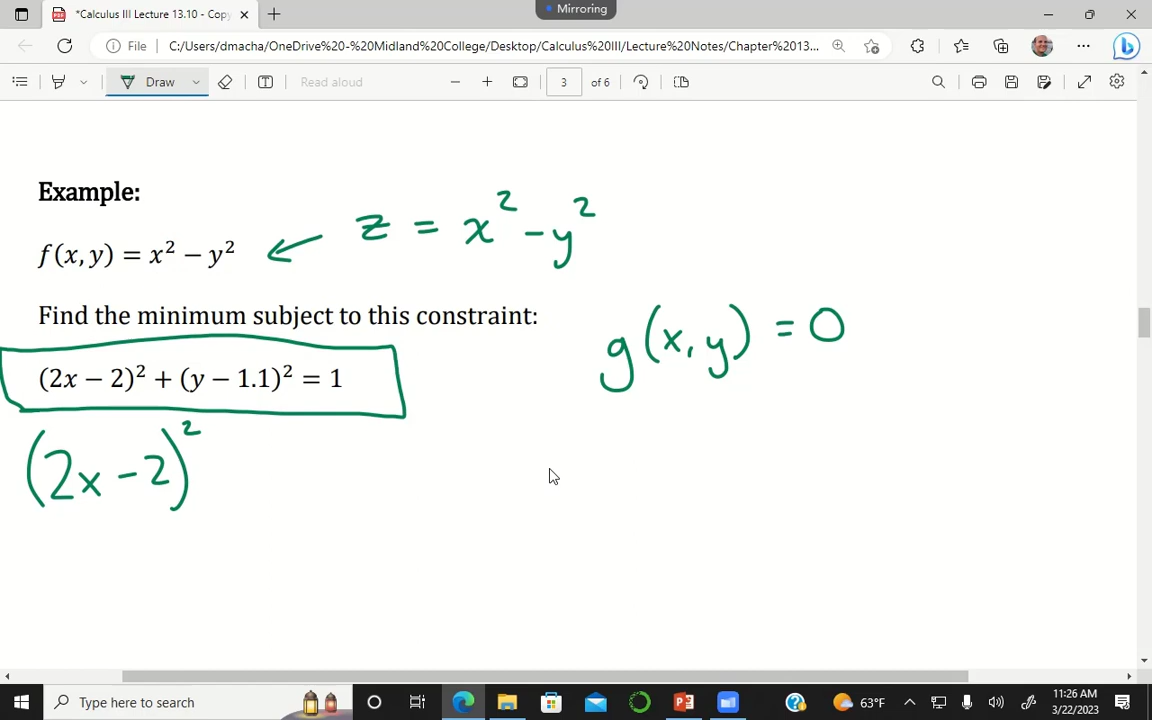 Mirroring
*Calculus III Lecture 13.10 - Copy
File C:/Users/dmacha/OneDrive%20-%20Midland%20College/Desktop/Calculus%20III/Lecture%20Notes/Chapter%2013...
Draw Read aloud 3 of 6
Example:
z = x² - y²
f(x, y) = x² − y²
Find the minimum subject to this constraint:
g(x, y) = 0
(2x − 2)² + (y − 1.1)² = 1
(2x - 2)²
Type here to search 63°F 11:26 AM
3/22/2023